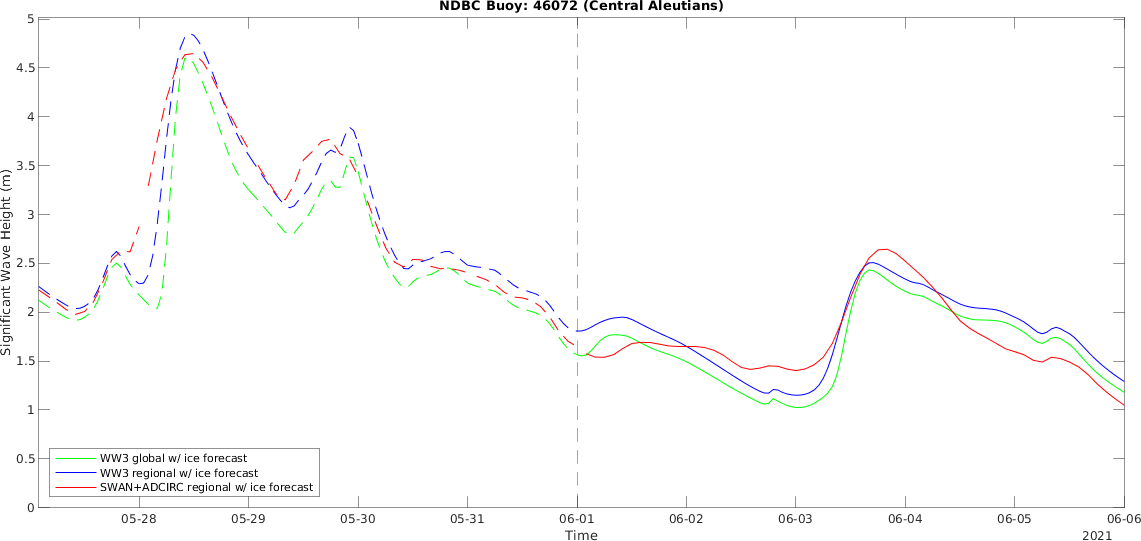 NDBC Buoy: 46072 (Central Aleutians)
5
4.5
4
3.5
3
2.5
2
1.5
1
0.5
0
Significant Wave Height (m)
WW3 global w/ ice forecast
WW3 regional w/ ice forecast
SWAN+ADCIRC regional w/ ice forecast
05-28 05-29 05-30 05-31 06-01 06-02 06-03 06-04 06-05 06-06
Time
2021